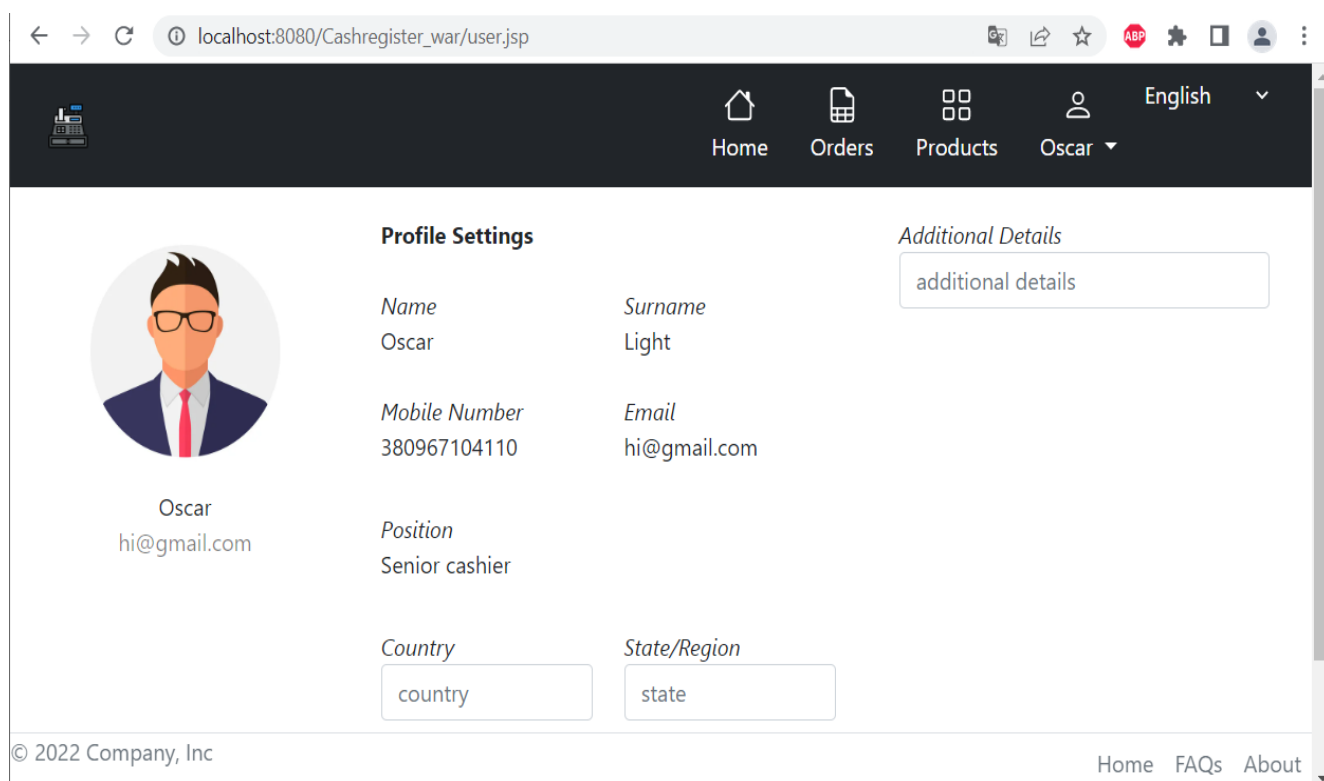 localhost:8080/Cashregister_war/user.jsp
ABP
Home
Orders
Products
Oscar
English
Profile Settings
Additional Details
additional details
Name
Surname
Oscar
Light
Mobile Number
Email
380967104110
hi@gmail.com
Oscar
hi@gmail.com
Position
Senior cashier
Country
State/Region
country
state
© 2022 Company, Inc
Home FAQs About